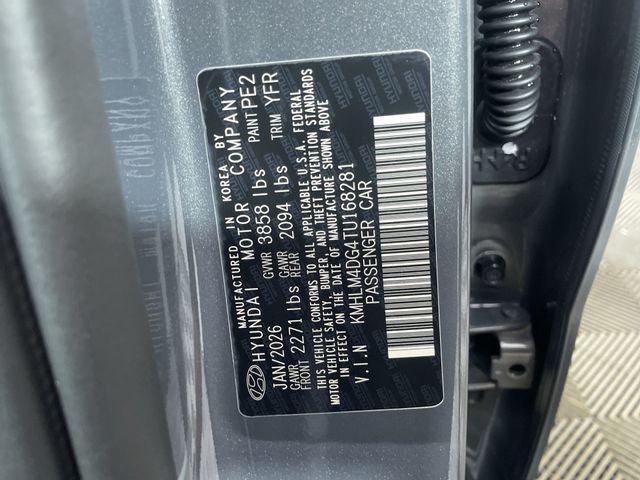 MANUFACTURED IN KOREA BY
HYUNDAI MOTOR COMPANY
JAN/2026 GVWR 3858 lbs PAINT PE2
GAWR FRONT 2271 lbs GAWR REAR 2094 lbs TRIM YFR
THIS VEHICLE CONFORMS TO ALL APPLICABLE U.S.A. FEDERAL
MOTOR VEHICLE SAFETY, BUMPER, AND THEFT PREVENTION STANDARDS
IN EFFECT ON THE DATE OF MANUFACTURE SHOWN ABOVE
V.I.N KMHLM4DG4TU168281
PASSENGER CAR